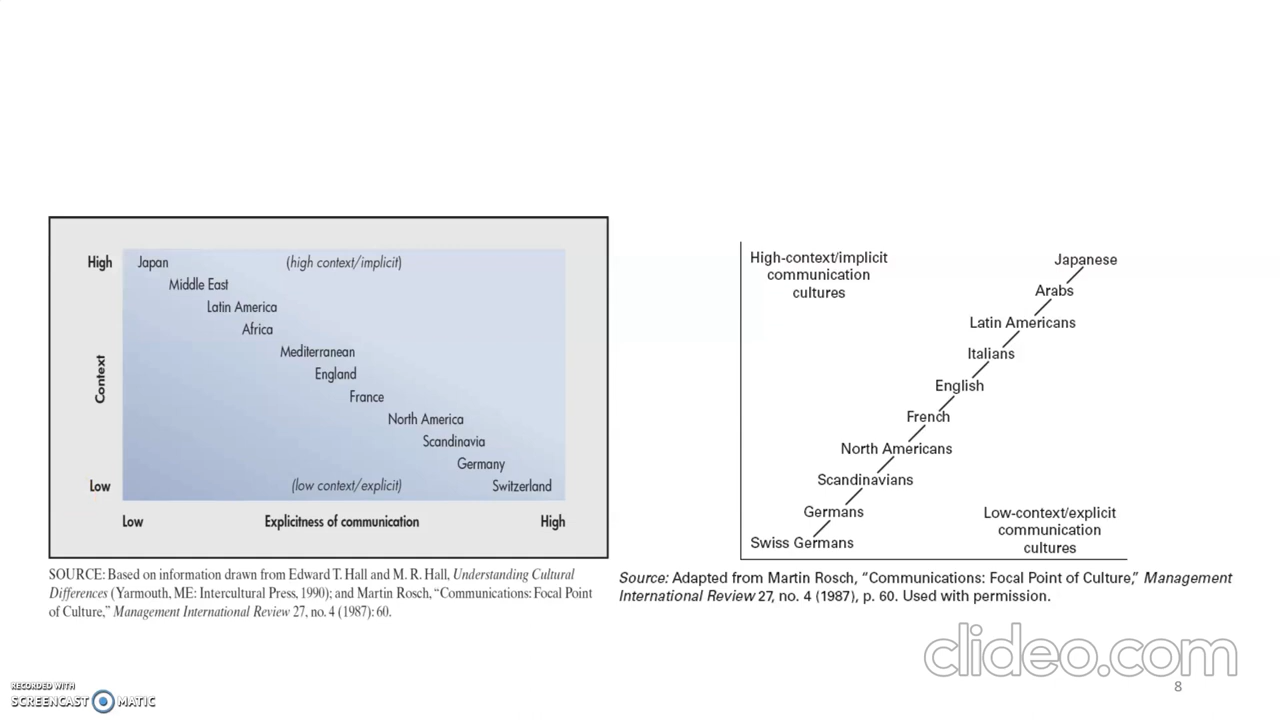 High
Japan
(high context/implicit)
Middle East
Latin America
Africa
Mediterranean
England
France
North America
Scandinavia
Germany
Switzerland
Context
Low
(low context/explicit)
Low
Explicitness of communication
High
SOURCE: Based on information drawn from Edward T. Hall and M. R. Hall, Understanding Cultural
Differences (Yarmouth, ME: Intercultural Press, 1990); and Martin Rosch, “Communications: Focal Point
of Culture,” Management International Review 27, no. 4 (1987): 60.
High-context/implicit
communication
cultures
Japanese
Arabs
Latin Americans
Italians
English
French
North Americans
Scandinavians
Germans
Swiss Germans
Low-context/explicit
communication
cultures
Source: Adapted from Martin Rosch, “Communications: Focal Point of Culture,” Management
International Review 27, no. 4 (1987), p. 60. Used with permission.
clideo.com
8
RECORDED WITH
SCREENCAST MATIC